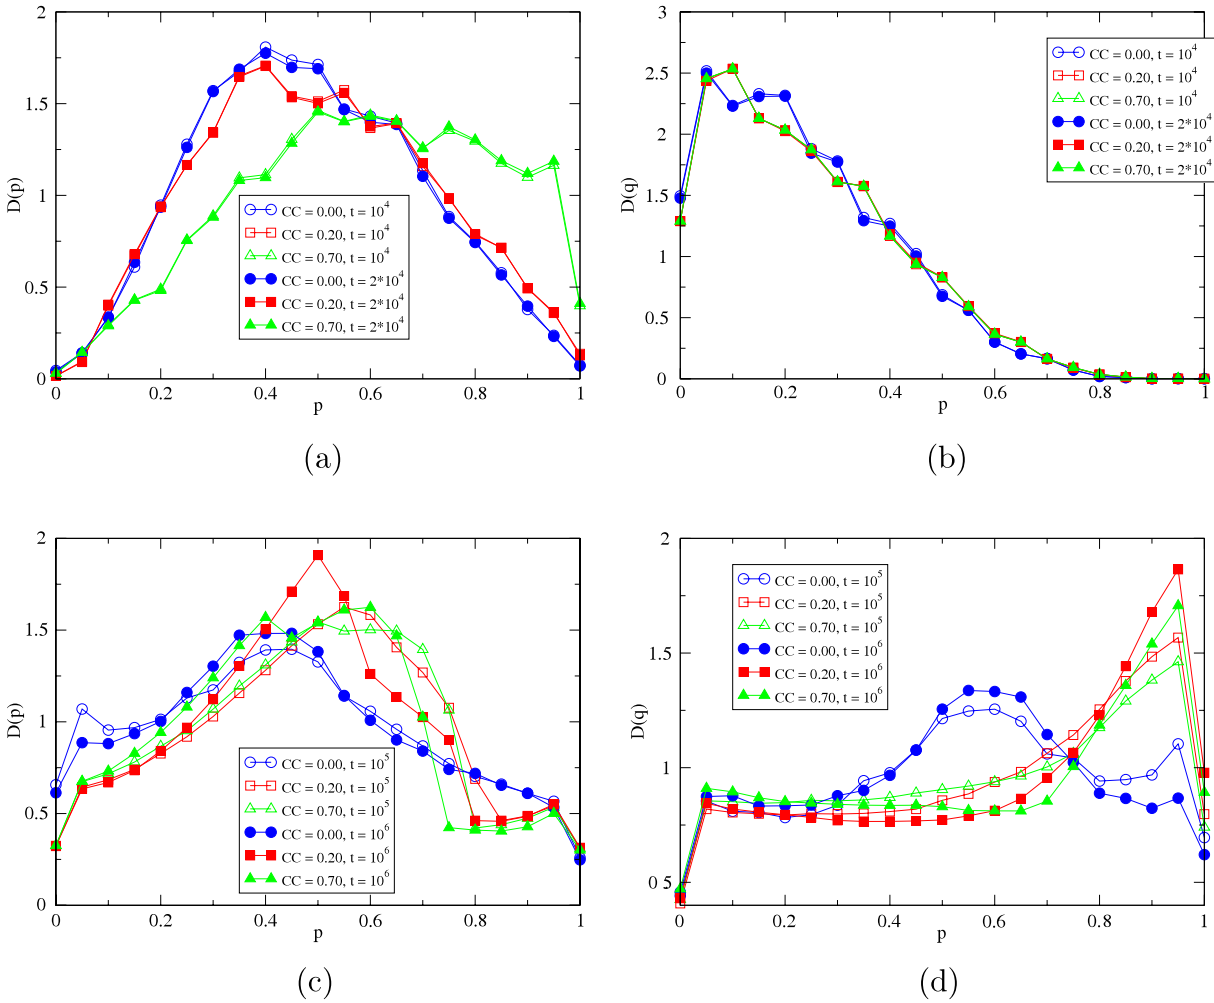 2
1.5
1
0.5
0
D(p)
0
0.2
0.4
0.6
0.8
1
p
CC = 0.00, t = 10^4
CC = 0.20, t = 10^4
CC = 0.70, t = 10^4
CC = 0.00, t = 2*10^4
CC = 0.20, t = 2*10^4
CC = 0.70, t = 2*10^4
(a)
3
2.5
2
1.5
1
0.5
0
D(q)
0
0.2
0.4
0.6
0.8
1
p
CC = 0.00, t = 10^4
CC = 0.20, t = 10^4
CC = 0.70, t = 10^4
CC = 0.00, t = 2*10^4
CC = 0.20, t = 2*10^4
CC = 0.70, t = 2*10^4
(b)
2
1.5
1
0.5
0
D(p)
0
0.2
0.4
0.6
0.8
1
p
CC = 0.00, t = 10^5
CC = 0.20, t = 10^5
CC = 0.70, t = 10^5
CC = 0.00, t = 10^6
CC = 0.20, t = 10^6
CC = 0.70, t = 10^6
(c)
2
1.5
1
0 5
D(q)
0
0.2
0.4
0.6
0.8
1
p
CC = 0.00, t = 10^5
CC = 0.20, t = 10^5
CC = 0.70, t = 10^5
CC = 0.00, t = 10^6
CC = 0.20, t = 10^6
CC = 0.70, t = 10^6
(d)